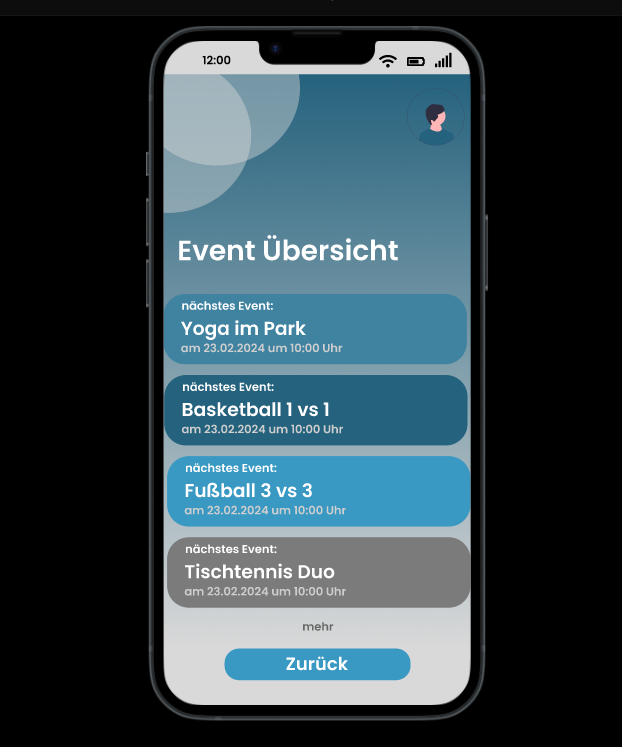 12:00
Event Übersicht
nächstes Event:
Yoga im Park
am 23.02.2024 um 10:00 Uhr
nächstes Event:
Basketball 1 vs 1
am 23.02.2024 um 10:00 Uhr
nächstes Event:
Fußball 3 vs 3
am 23.02.2024 um 10:00 Uhr
nächstes Event:
Tischtennis Duo
am 23.02.2024 um 10:00 Uhr
mehr
Zurück